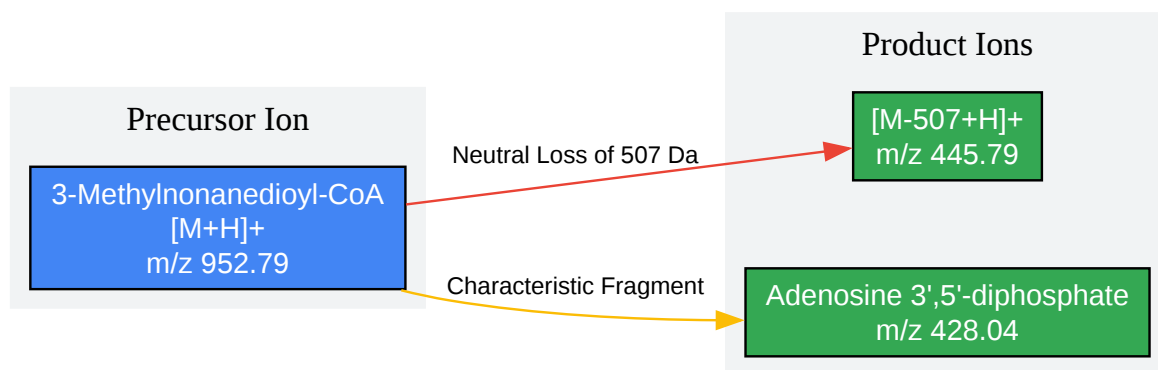 Precursor Ion
3-Methylnonanedioyl-CoA
[M+H]+
m/z 952.79
Neutral Loss of 507 Da
Characteristic Fragment
Product Ions
[M-507+H]+
m/z 445.79
Adenosine 3',5'-diphosphate
m/z 428.04